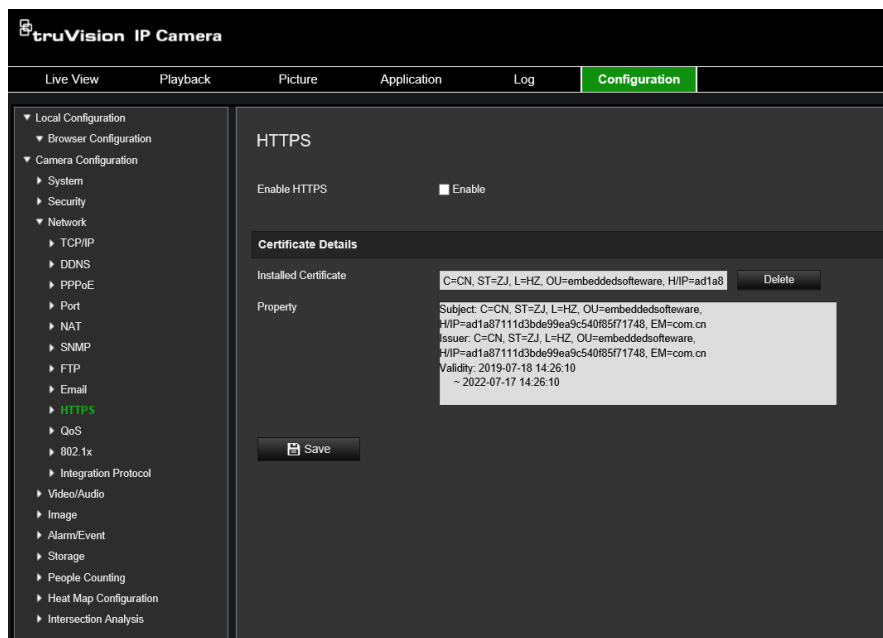 truVision IP Camera
Live View Playback Picture Application Log Configuration
Local Configuration
Browser Configuration
Camera Configuration
System
Security
Network
TCP/IP
DDNS
PPPoE
Port
NAT
SNMP
FTP
Email
HTTPS
QoS
802.1x
Integration Protocol
Video/Audio
Image
Alarm/Event
Storage
People Counting
Heat Map Configuration
Intersection Analysis
HTTPS
Enable HTTPS Enable
Certificate Details
Installed Certificate C=CN, ST=ZJ, L=HZ, OU=embeddedsofteware, H/IP=ad1a8 Delete
Property
Subject: C=CN, ST=ZJ, L=HZ, OU=embeddedsofteware,
H/IP=ad1a87111d3bde99ea9c540f85f71748, EM=com.cn
Issuer: C=CN, ST=ZJ, L=HZ, OU=embeddedsofteware,
H/IP=ad1a87111d3bde99ea9c540f85f71748, EM=com.cn
Validity: 2019-07-18 14:26:10
~ 2022-07-17 14:26:10
Save